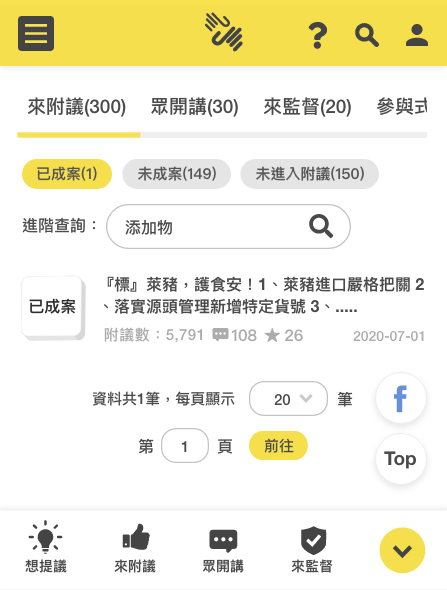 ?
來附議(300) 眾開講(30) 來監督(20) 參與式
已成案(1) 未成案(149) 未進入附議(150)
進階查詢： 添加物
已成案
『標』萊豬，護食安！1、萊豬進口嚴格把關 2
、落實源頭管理新增特定貨號 3、.....
附議數：5,791 108 26 2020-07-01
資料共1筆，每頁顯示 20 筆
第 1 頁 前往
f
Top
想提議 來附議 眾開講 來監督